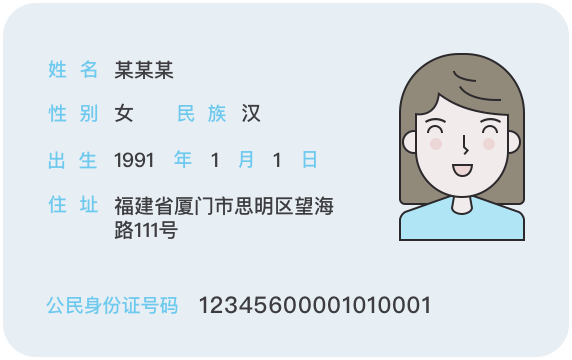 姓 名 某某某
性 别 女 民 族 汉
出 生 1991 年 1 月 1 日
住 址 福建省厦门市思明区望海
路111号
公民身份证号码 12345600001010001